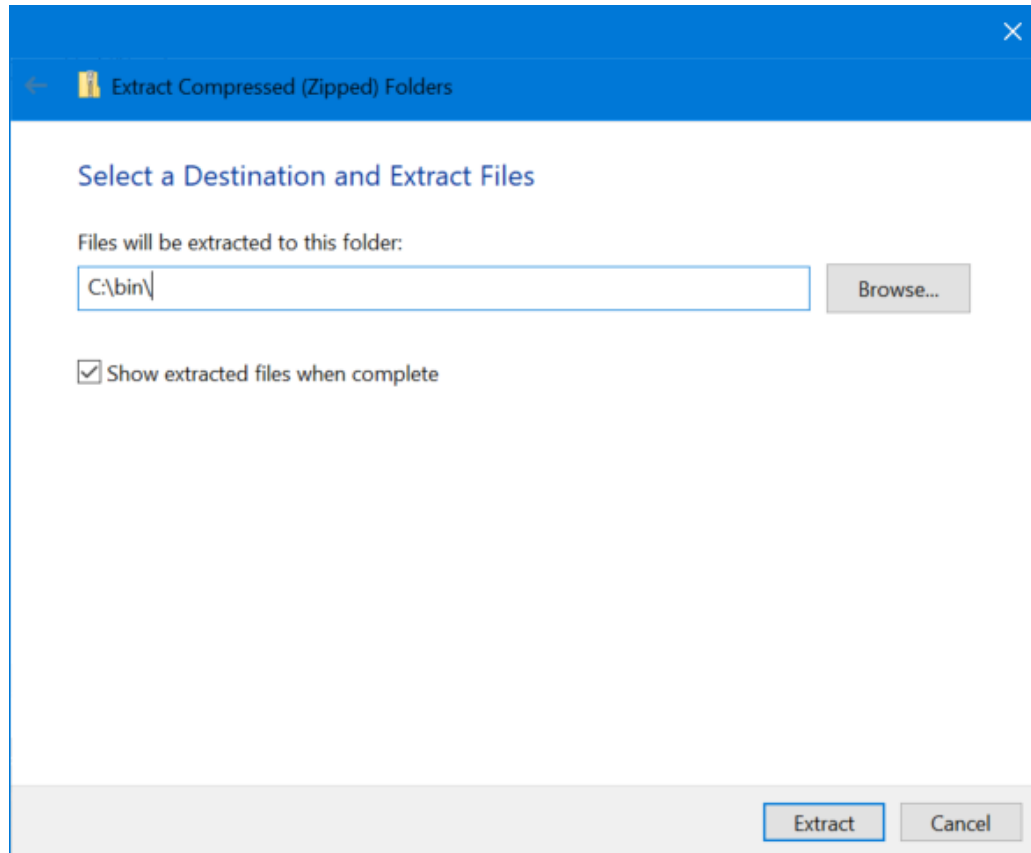 Extract Compressed (Zipped) Folders
Select a Destination and Extract Files
Files will be extracted to this folder:
C:\bin\
Browse...
Show extracted files when complete
Extract
Cancel